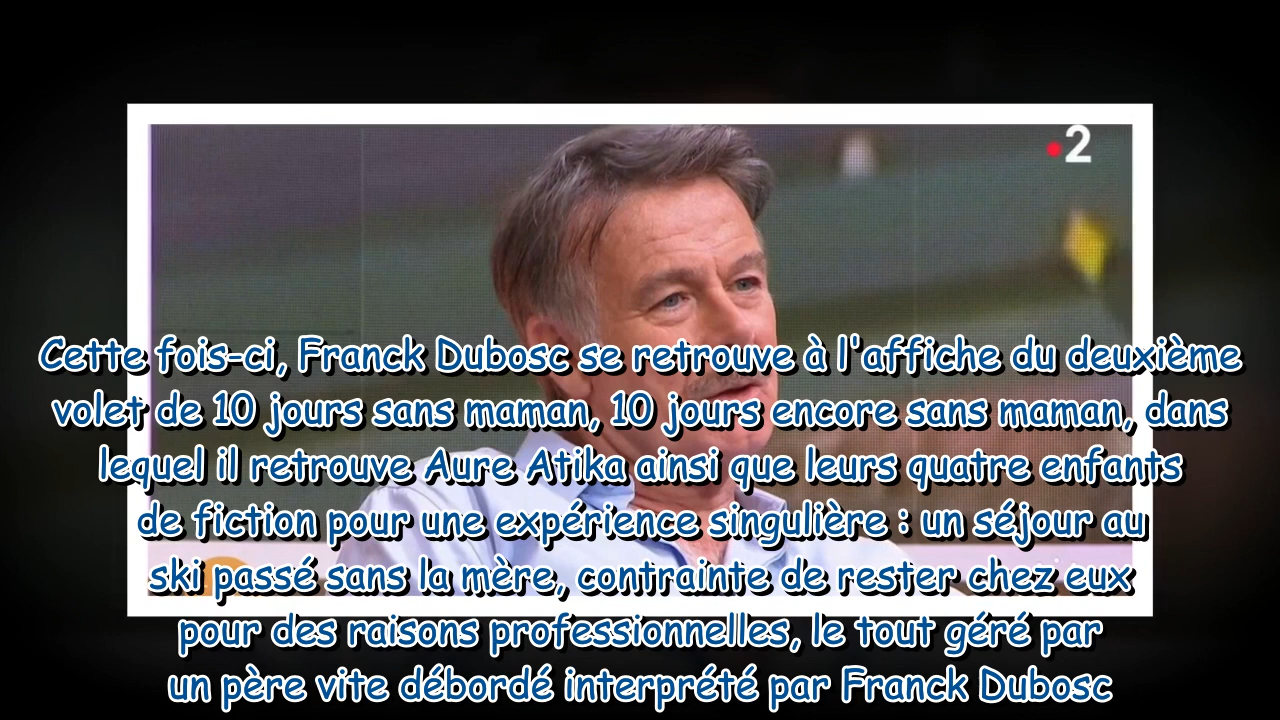 2
Cette fois-ci, Franck Dubosc se retrouve à l'affiche du deuxième
volet de 10 jours sans maman, 10 jours encore sans maman, dans
lequel il retrouve Aure Atika ainsi que leurs quatre enfants
de fiction pour une expérience singulière : un séjour au
ski passé sans la mère, contrainte de rester chez eux
pour des raisons professionnelles, le tout géré par
un père vite débordé interprété par Franck Dubosc